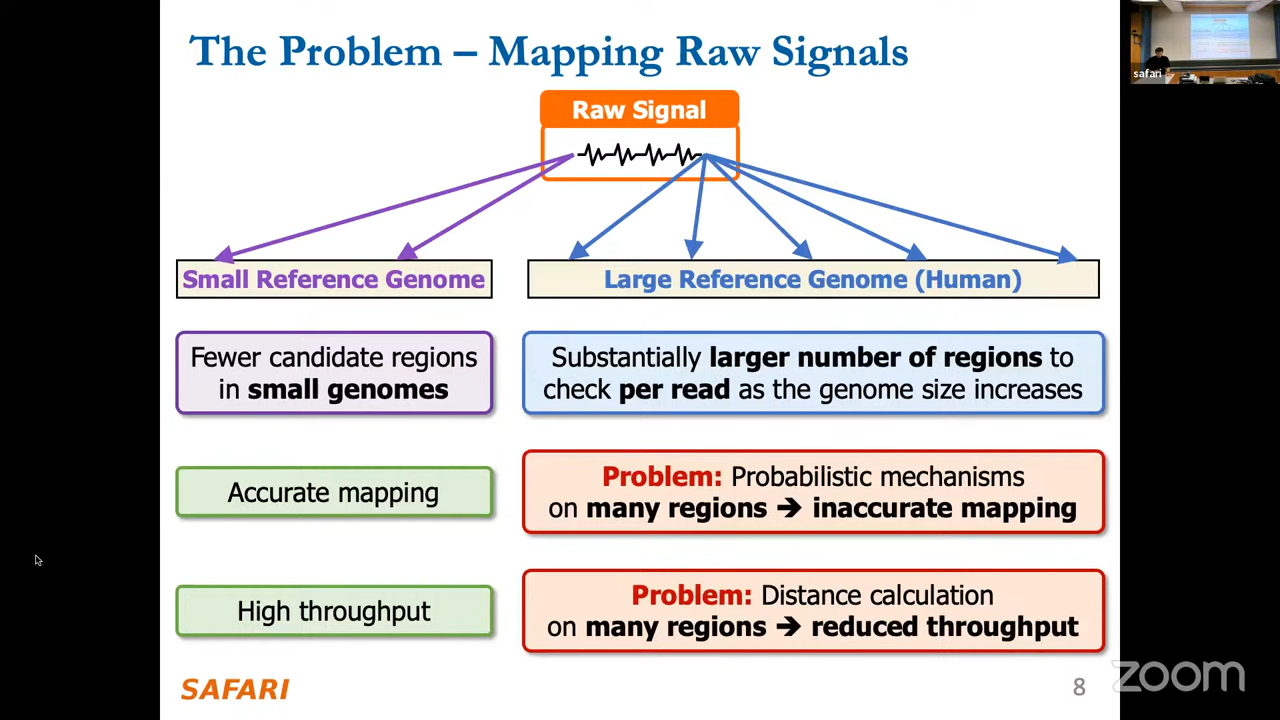 The Problem – Mapping Raw Signals
safari
Raw Signal
Small Reference Genome
Large Reference Genome (Human)
Fewer candidate regions
in small genomes
Substantially larger number of regions to
check per read as the genome size increases
Accurate mapping
Problem: Probabilistic mechanisms
on many regions ➔ inaccurate mapping
High throughput
Problem: Distance calculation
on many regions ➔ reduced throughput
SAFARI
8
zoom